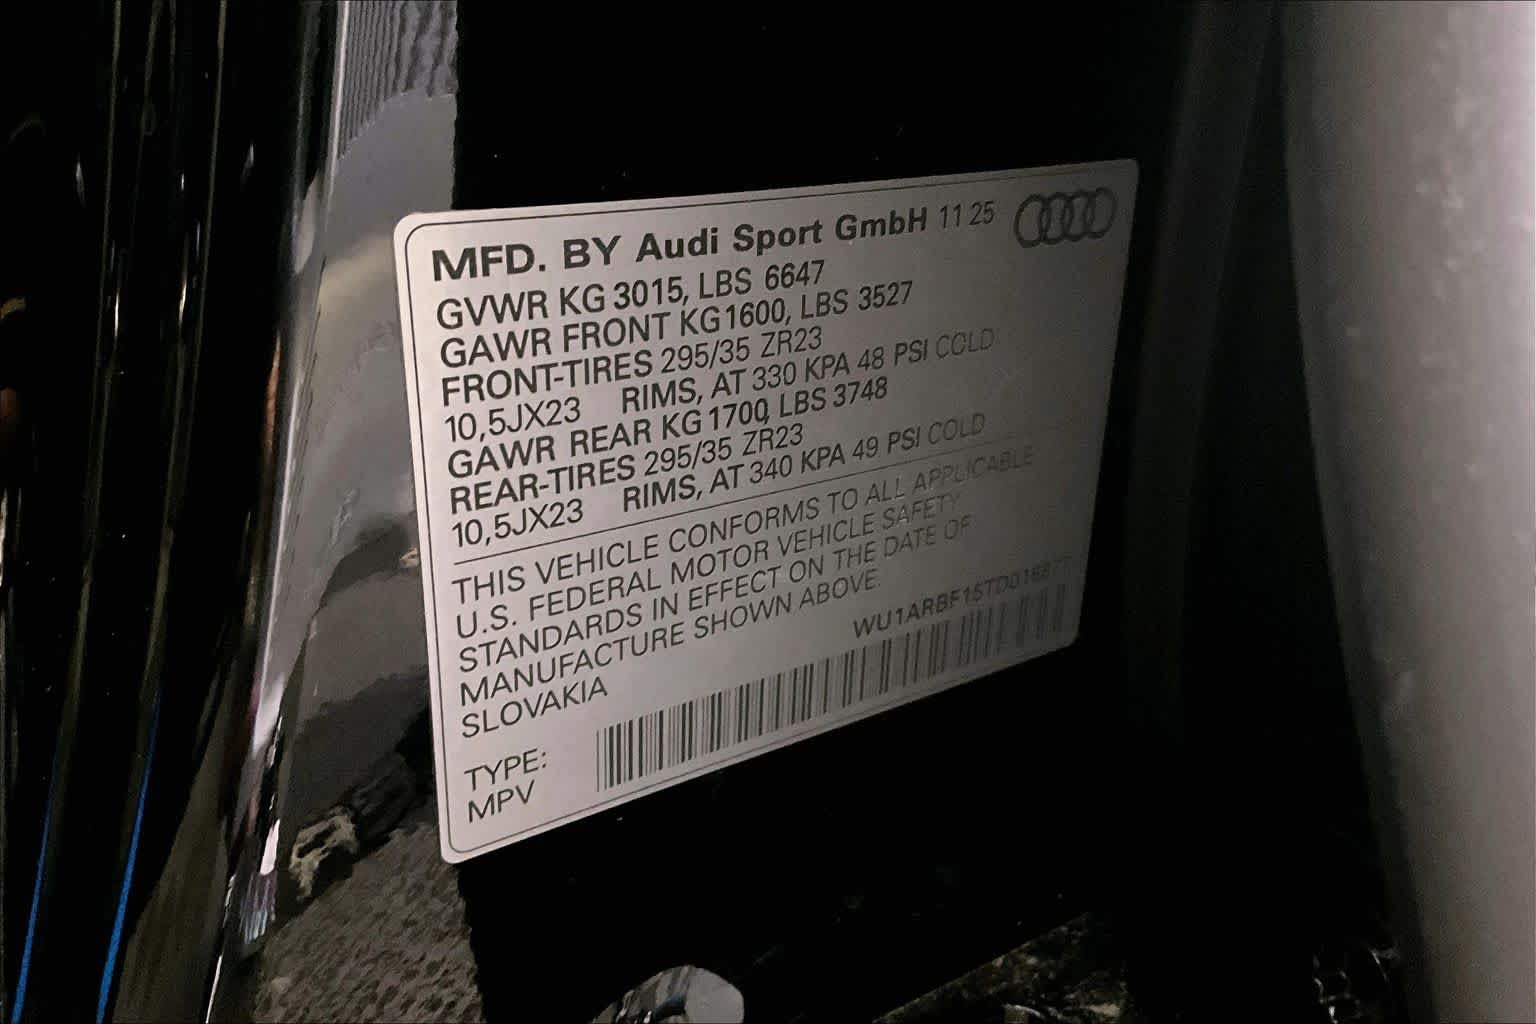 MFD. BY Audi Sport GmbH 11 25
GVWR KG 3015, LBS 6647
GAWR FRONT KG 1600, LBS 3527
FRONT-TIRES 295/35 ZR23
10,5JX23 RIMS, AT 330 KPA 48 PSI COLD
GAWR REAR KG 1700, LBS 3748
REAR-TIRES 295/35 ZR23
10,5JX23 RIMS, AT 340 KPA 49 PSI COLD
THIS VEHICLE CONFORMS TO ALL APPLICABLE
U.S. FEDERAL MOTOR VEHICLE SAFETY
STANDARDS IN EFFECT ON THE DATE OF
MANUFACTURE SHOWN ABOVE.
SLOVAKIA
TYPE:
MPV